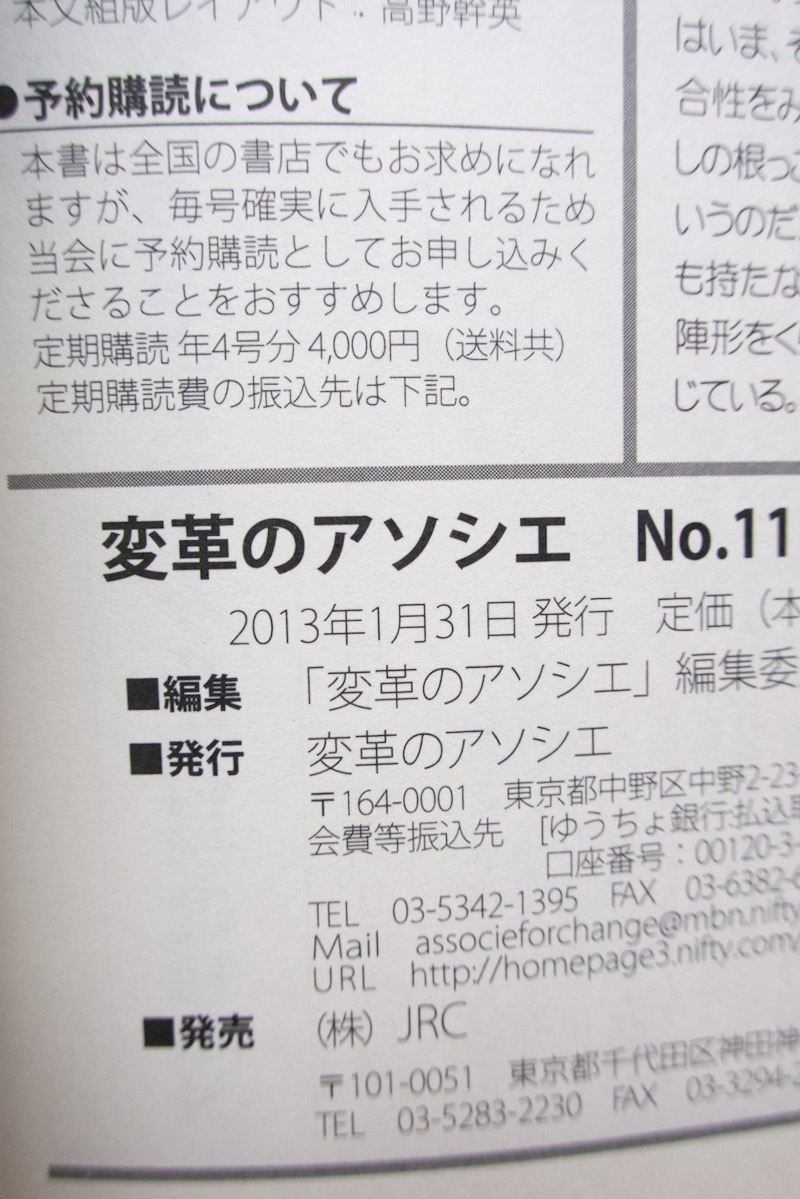 本文組版レイアウト：高野幹英
●予約購読について
本書は全国の書店でもお求めになれ
ますが、毎号確実に入手されるため
当会に予約購読としてお申し込みく
ださることをおすすめします。
定期購読 年4号分 4,000円（送料共）
定期購読費の振込先は下記。
はいま、そ
合性をみ
しの根っこ
いうのだ
も持たな
陣形をく
じている。
変革のアソシエ No.11
2013年1月31日 発行 定価（本
■編集 「変革のアソシエ」編集委
■発行 変革のアソシエ
〒164-0001 東京都中野区中野2-23
会費等振込先 [ゆうちょ銀行:払込取
口座番号：00120-3-
TEL 03-5342-1395 FAX 03-6382-6
Mail associeforchange@mbn.nifty
URL http://homepage3.nifty.com/
■発売 （株）JRC
〒101-0051 東京都千代田区神田神
TEL 03-5283-2230 FAX 03-3294-2